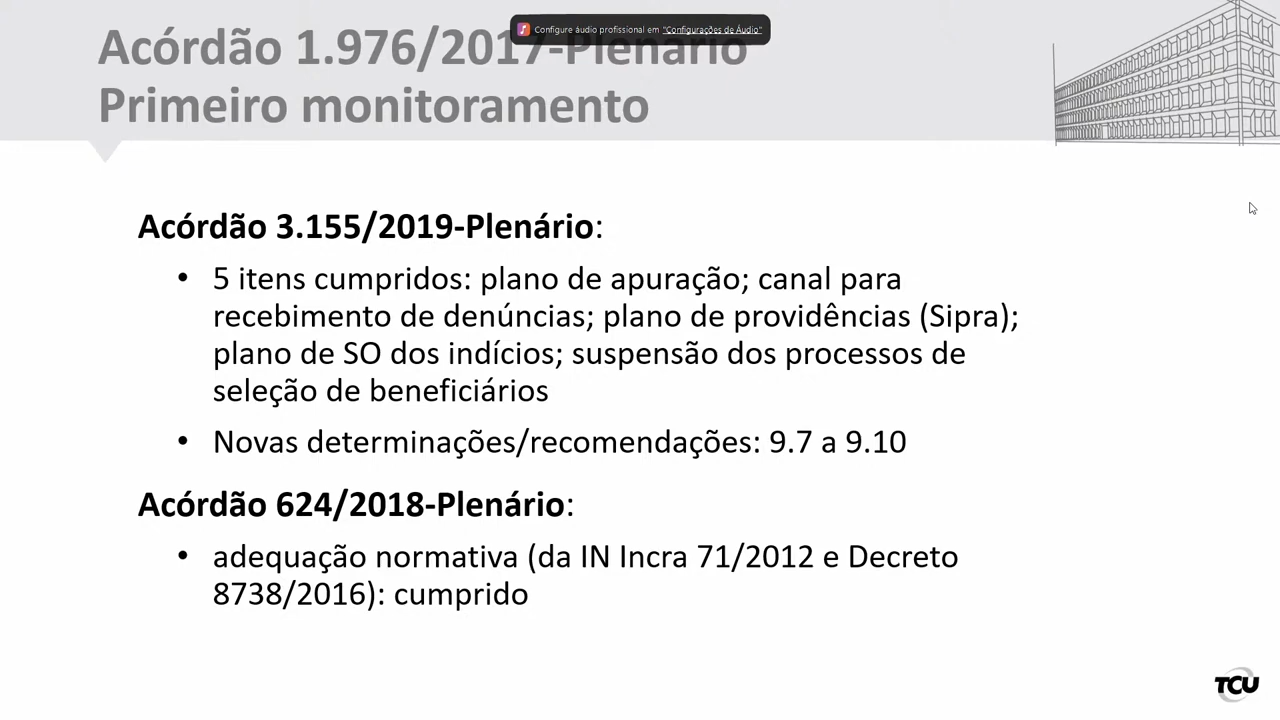 Configure áudio profissional em "Configurações de Áudio"
Acórdão 1.976/2017-Plenário
Primeiro monitoramento
Acórdão 3.155/2019-Plenário:
• 5 itens cumpridos: plano de apuração; canal para
recebimento de denúncias; plano de providências (Sipra);
plano de SO dos indícios; suspensão dos processos de
seleção de beneficiários
• Novas determinações/recomendações: 9.7 a 9.10
Acórdão 624/2018-Plenário:
• adequação normativa (da IN Incra 71/2012 e Decreto
8738/2016): cumprido
TCU